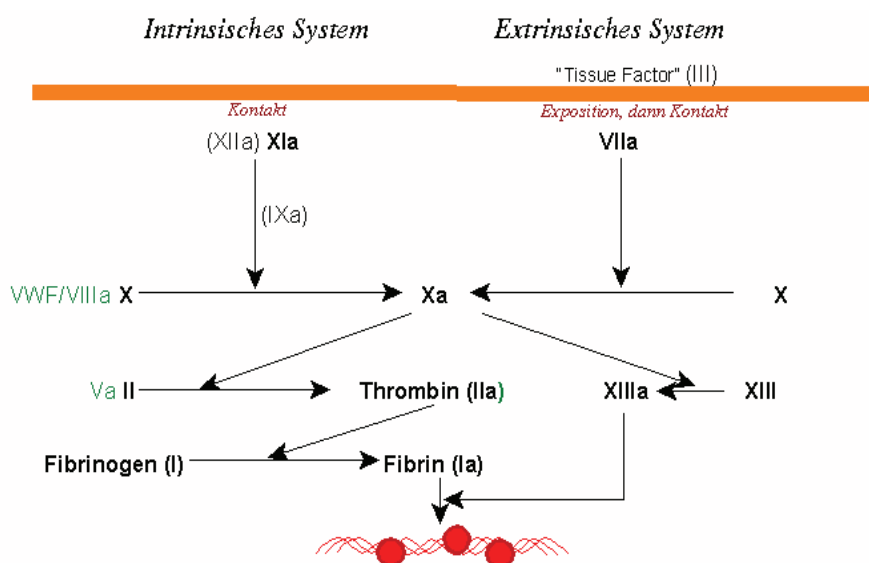 Intrinsisches System Extrinsisches System
"Tissue Factor" (III)
Kontakt Exposition, dann Kontakt
(XIIa) XIa VIIa
(IXa)
VWF/VIIIa X Xa X
Va II Thrombin (IIa) XIIIa XIII
Fibrinogen (I) Fibrin (Ia)